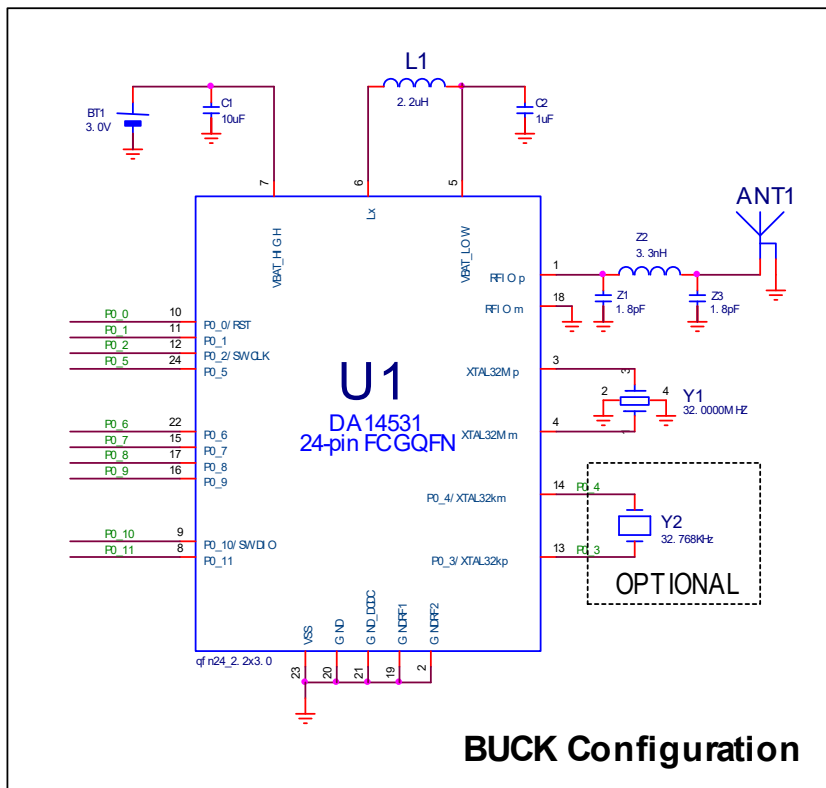 L1
2.2uH
C1
10uF
C2
1uF
BT1
3.0V
7
6
5
Lx
VBAT_HIGH
VBAT_LOW
ANT1
Z2
3.3nH
1
RFIOp
Z1
1.8pF
Z3
1.8pF
18
RFIOm
P0_0
10
P0_0/RST
P0_1
11
P0_1
P0_2
12
P0_2/SWCLK
P0_5
24
P0_5
U1
DA14531
24-pin FCGQFN
3
XTAL32Mp
3
2
4
Y1
32.0000MHZ
1
4
XTAL32Mm
P0_6
22
P0_6
P0_7
15
P0_7
P0_8
17
P0_8
P0_9
16
P0_9
14
P0_4
P0_4/XTAL32km
Y2
32.768KHz
P0_10
9
P0_10/SWDIO
P0_11
8
P0_11
13
P0_3
P0_3/XTAL32kp
OPTIONAL
VSS
GND
GND_DCDC
GNDRF1
GNDRF2
qfn24_2.2x3.0
23
20
21
19
2
BUCK Configuration